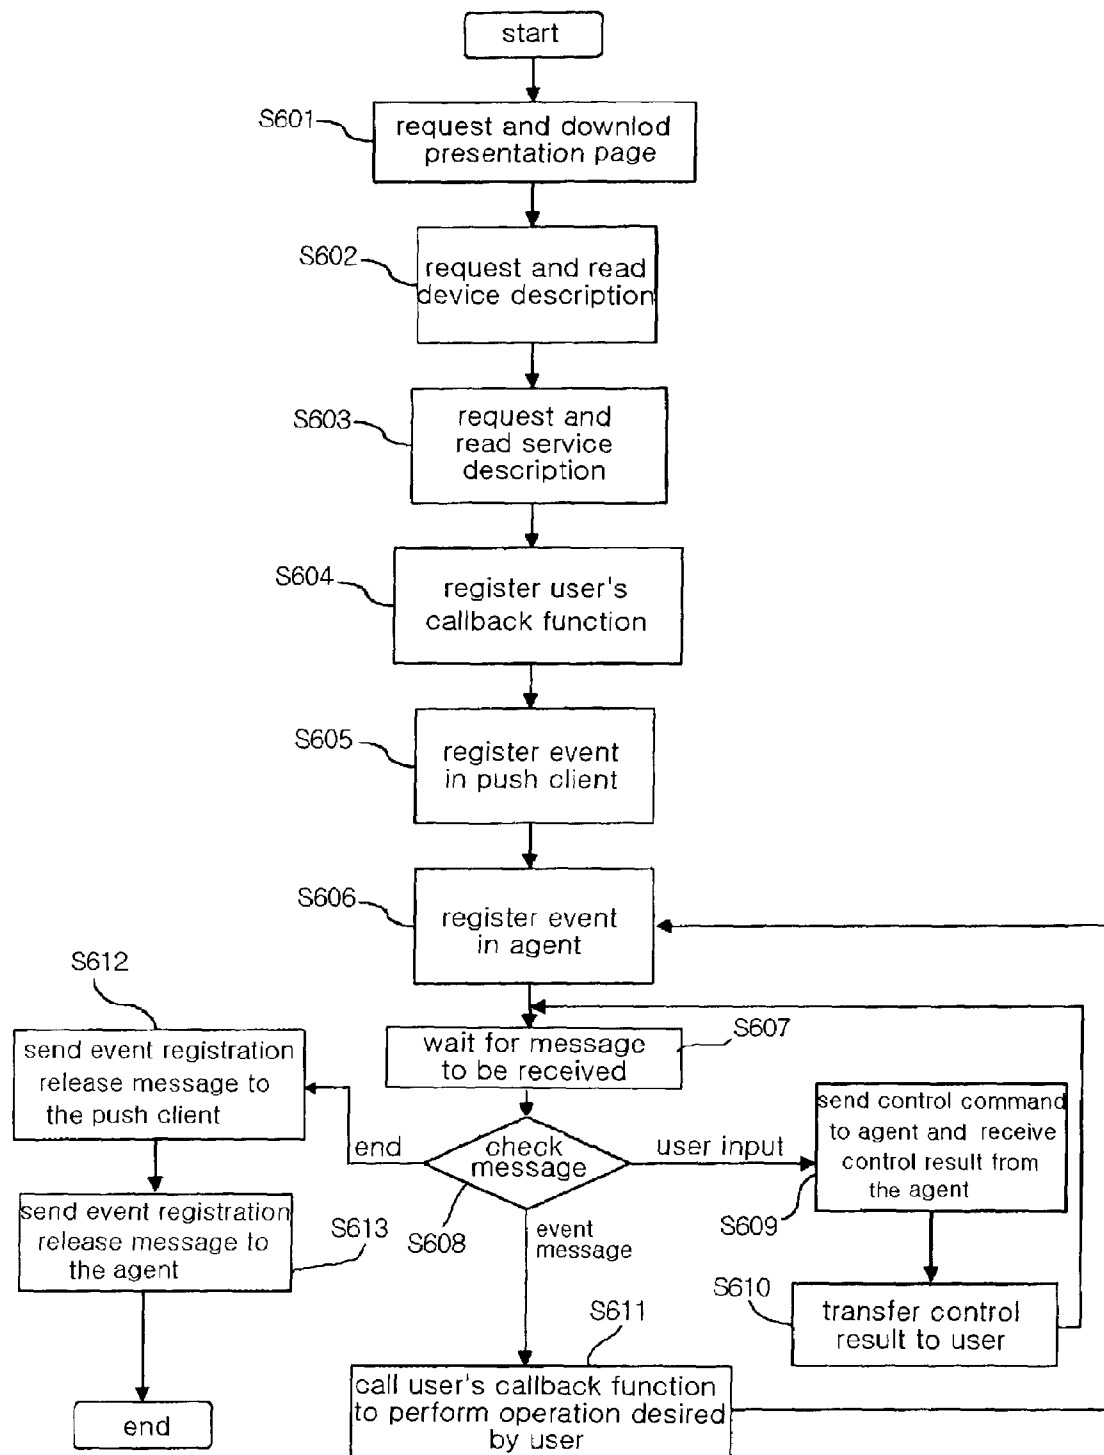 start
S601
request and downlod
presentation page
S602
request and read
device description
S603
request and
read service
description
S604
register user's
callback function
S605
register event
in push client
S606
register event
in agent
S607
wait for message
to be received
S608
check
message
end
user input
event
message
S612
send event registration
release message to
the push client
S613
send event registration
release message to
the agent
end
send control command
to agent and receive
control result from
the agent
S609
S610
transfer control
result to user
S611
call user's callback function
to perform operation desired
by user